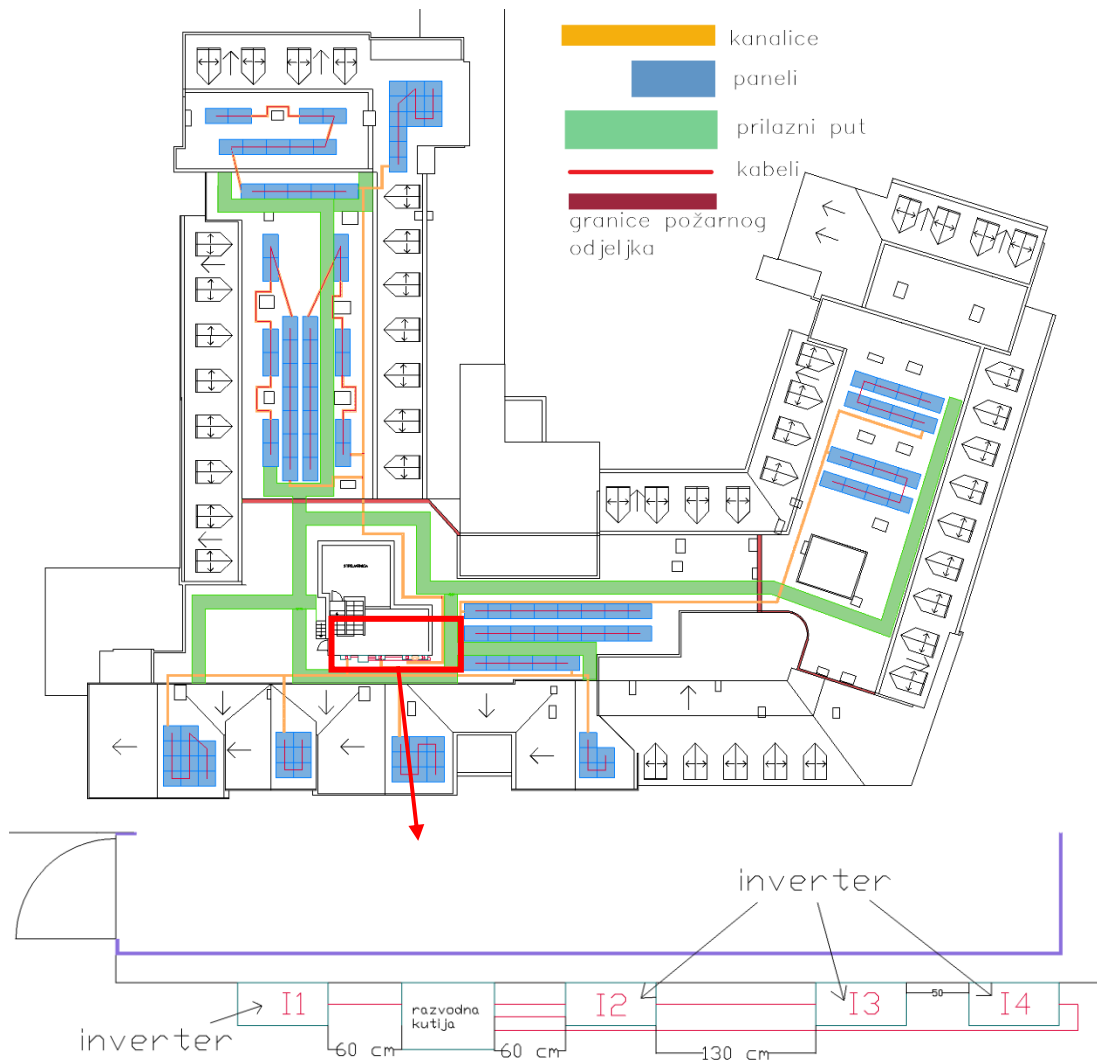 kanalice
paneli
prilazni put
kabeli
granice požarnog
odjeljka
inverter
I1
razvodna
kutija
I2
I3
50
I4
inverter
60 cm
60 cm
130 cm